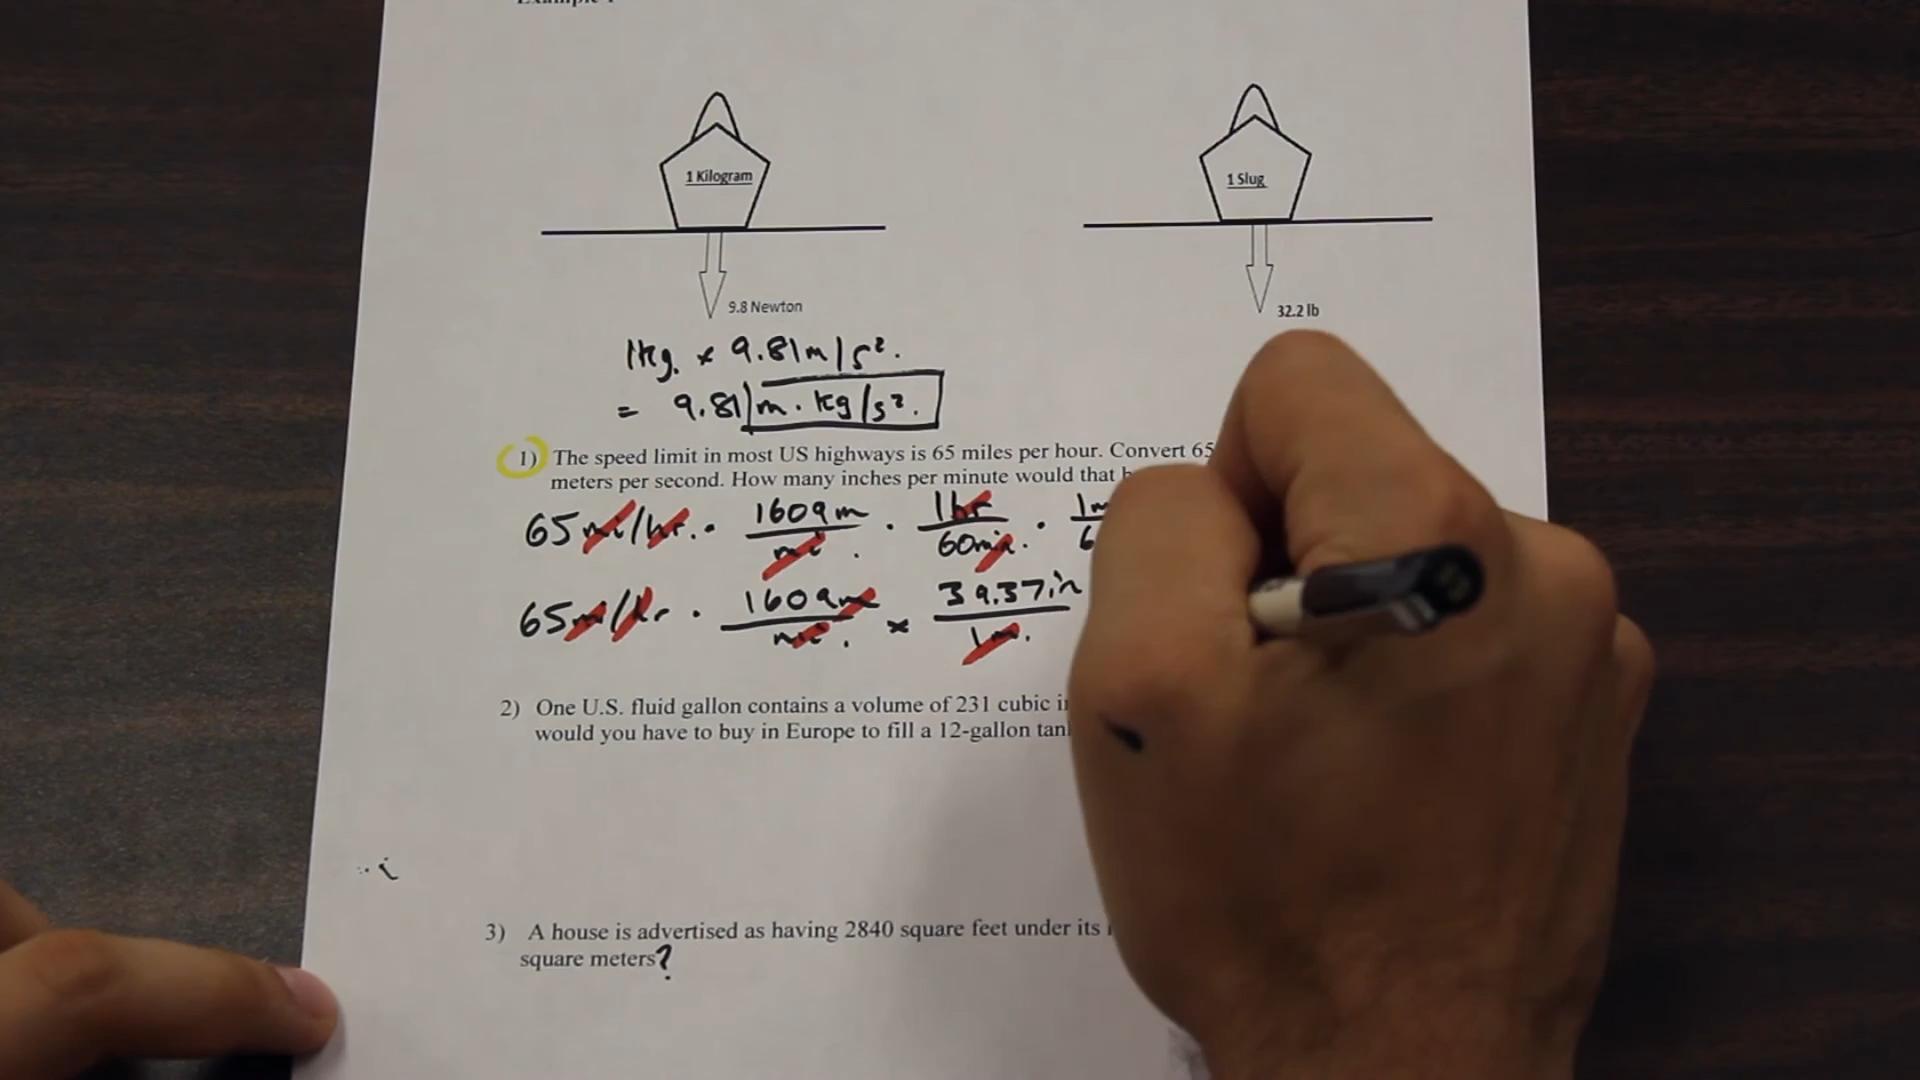 1 Kilogram
1 Slug
9.8 Newton
32.2 lb
1kg. × 9.81m/s².
= 9.81 m·kg/s².
1) The speed limit in most US highways is 65 miles per hour. Convert 65
meters per second. How many inches per minute would that
65mi/hr. · 1609m/mi. · 1hr/60min. ·
65mi/hr · 1609m/mi. × 39.37in/1m.
2) One U.S. fluid gallon contains a volume of 231 cubic
would you have to buy in Europe to fill a 12-gallon
3) A house is advertised as having 2840 square feet under its
square meters?